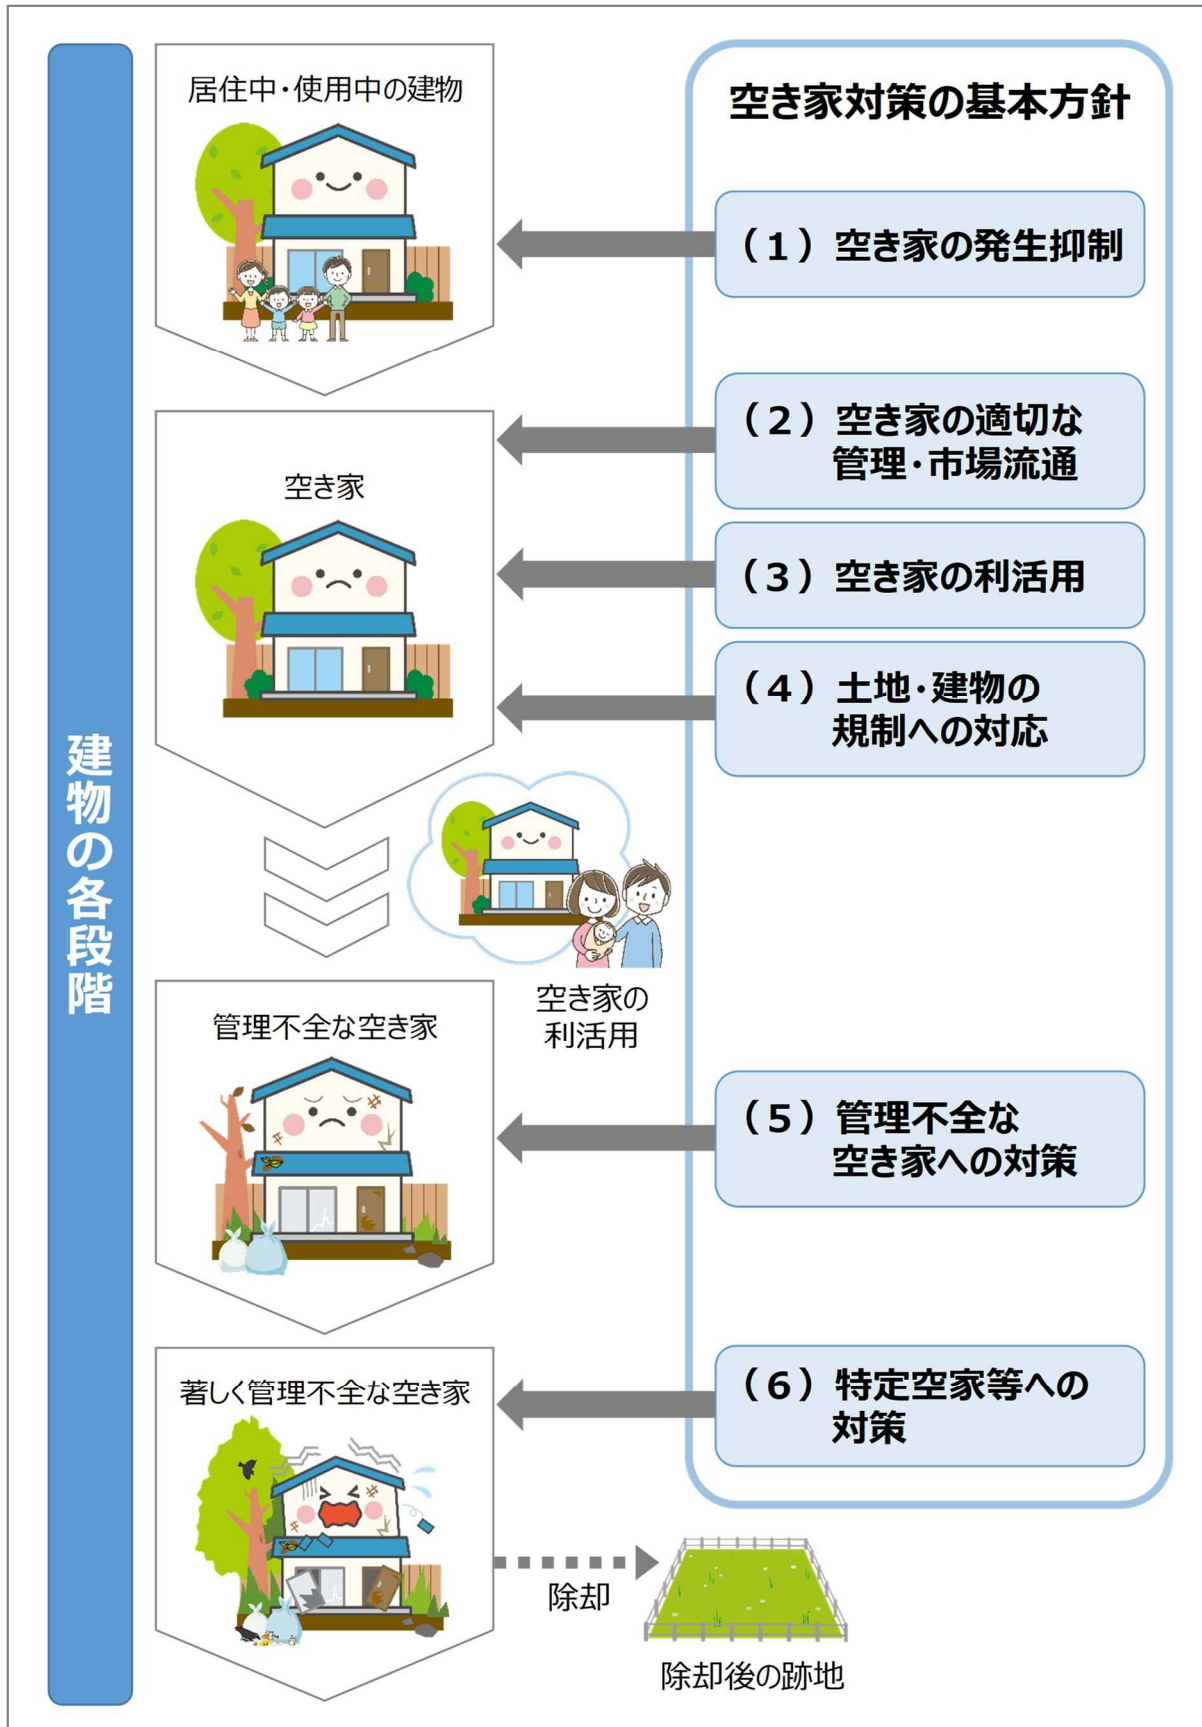 建物の各段階
居住中・使用中の建物
空き家対策の基本方針
（１）空き家の発生抑制
（２）空き家の適切な
管理・市場流通
空き家
（３）空き家の利活用
（４）土地・建物の
規制への対応
空き家の
利活用
管理不全な空き家
（５）管理不全な
空き家への対策
著しく管理不全な空き家
（６）特定空家等への
対策
除却
除却後の跡地